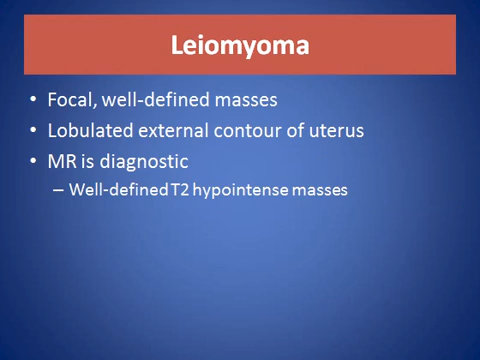 Leiomyoma
• Focal, well-defined masses
• Lobulated external contour of uterus
• MR is diagnostic
– Well-defined T2 hypointense masses